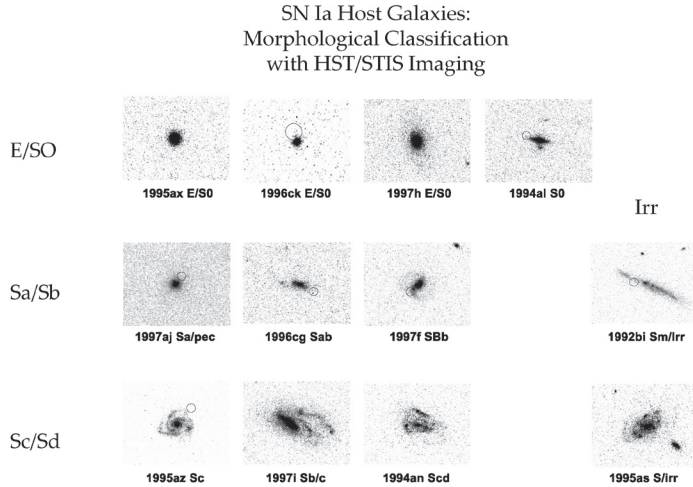 SN Ia Host Galaxies:
Morphological Classification
with HST/STIS Imaging
E/SO
1995ax E/S0
1996ck E/S0
1997h E/S0
1994al S0
Irr
Sa/Sb
1997aj Sa/pec
1996cg Sab
1997f SBb
1992bi Sm/Irr
Sc/Sd
1995az Sc
1997i Sb/c
1994an Scd
1995as S/irr